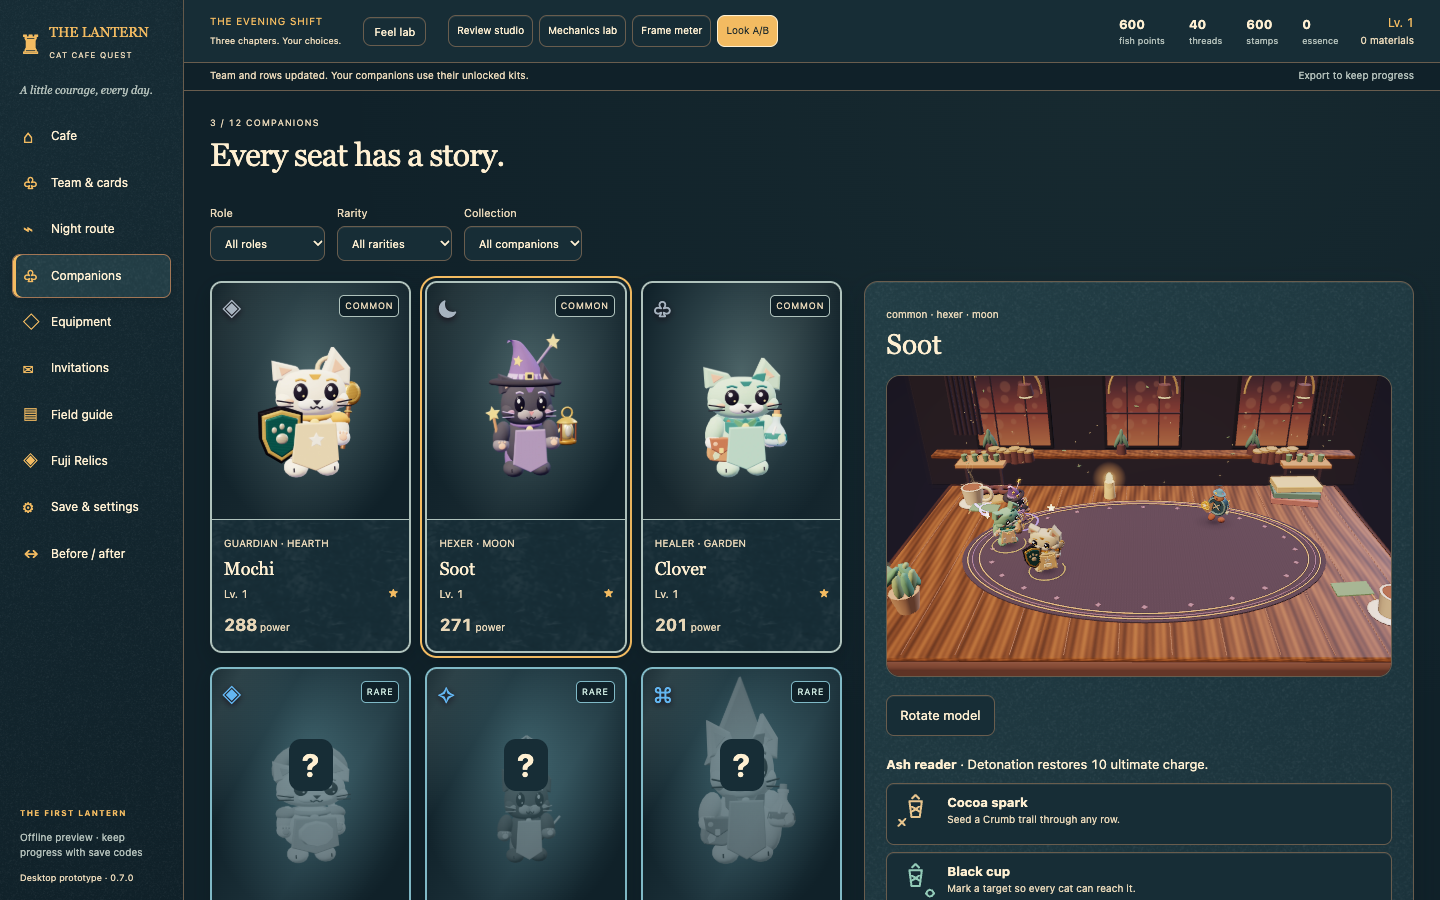 THE LANTERN
CAT CAFE QUEST
A little courage, every day.
Cafe
Team & cards
Night route
Companions
Equipment
Invitations
Field guide
Fuji Relics
Save & settings
Before / after
THE FIRST LANTERN
Offline preview · keep
progress with save codes
Desktop prototype · 0.7.0
THE EVENING SHIFT
Three chapters. Your choices.
Feel lab
Review studio
Mechanics lab
Frame meter
Look A/B
600
fish points
40
threads
600
stamps
0
essence
Lv. 1
0 materials
Team and rows updated. Your companions use their unlocked kits.
Export to keep progress
3 / 12 COMPANIONS
Every seat has a story.
Role
Rarity
Collection
All roles
All rarities
All companions
COMMON
GUARDIAN · HEARTH
Mochi
Lv. 1
288 power
COMMON
HEXER · MOON
Soot
Lv. 1
271 power
COMMON
HEALER · GARDEN
Clover
Lv. 1
201 power
RARE
?
RARE
?
RARE
?
common · hexer · moon
Soot
Rotate model
Ash reader · Detonation restores 10 ultimate charge.
Cocoa spark
Seed a Crumb trail through any row.
Black cup
Mark a target so every cat can reach it.